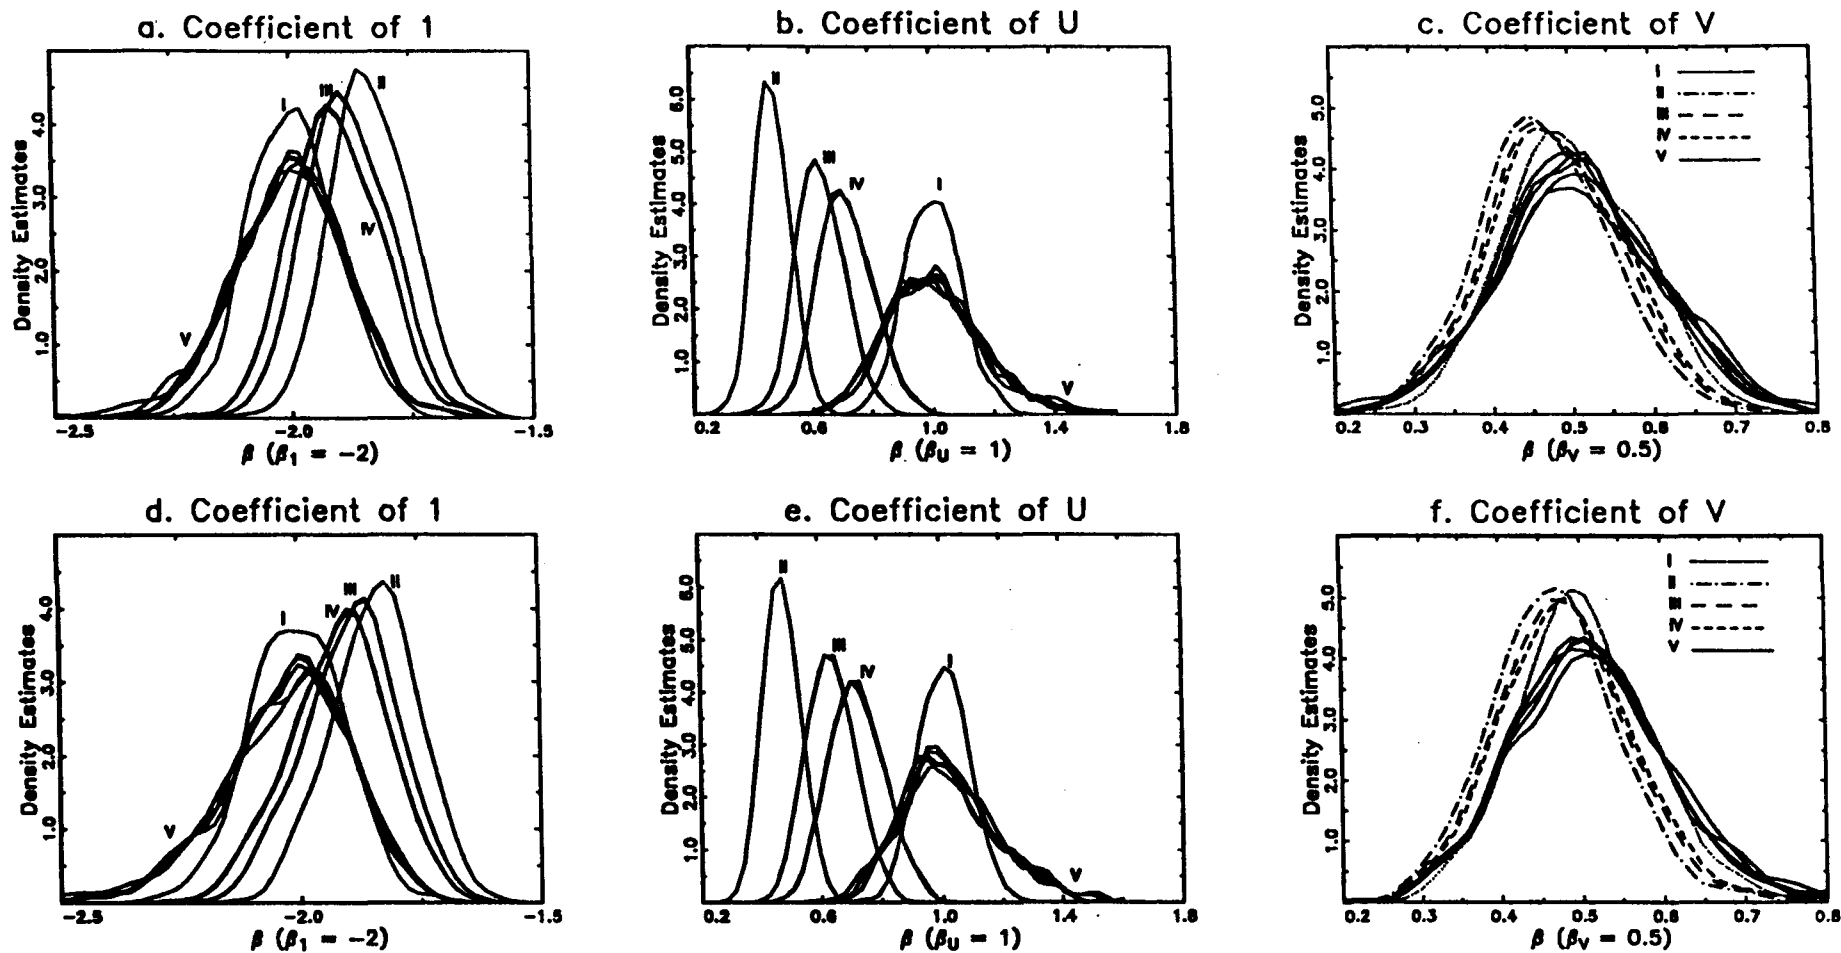 a. Coefficient of 1
b. Coefficient of U
c. Coefficient of V
Density Estimates
4.0
3.0
2.0
1.0
I
III
II
IV
V
-2.5
-2.0
-1.5
β (β1 = -2)
Density Estimates
6.0
5.0
4.0
3.0
2.0
1.0
II
III
IV
I
V
0.2
0.6
1.0
1.4
1.8
β (βU = 1)
Density Estimates
5.0
4.0
3.0
2.0
1.0
I
II
III
IV
V
0.2
0.3
0.4
0.5
0.6
0.7
0.8
β (βV = 0.5)
d. Coefficient of 1
e. Coefficient of U
f. Coefficient of V
Density Estimates
4.0
3.0
2.0
1.0
I
IV
III
II
V
-2.5
-2.0
-1.5
β (β1 = -2)
Density Estimates
6.0
5.0
4.0
3.0
2.0
1.0
II
III
IV
I
V
0.2
0.6
1.0
1.4
1.8
β (βU = 1)
Density Estimates
5.0
4.0
3.0
2.0
1.0
I
II
III
IV
V
0.2
0.3
0.4
0.5
0.6
0.7
0.8
β (βV = 0.5)